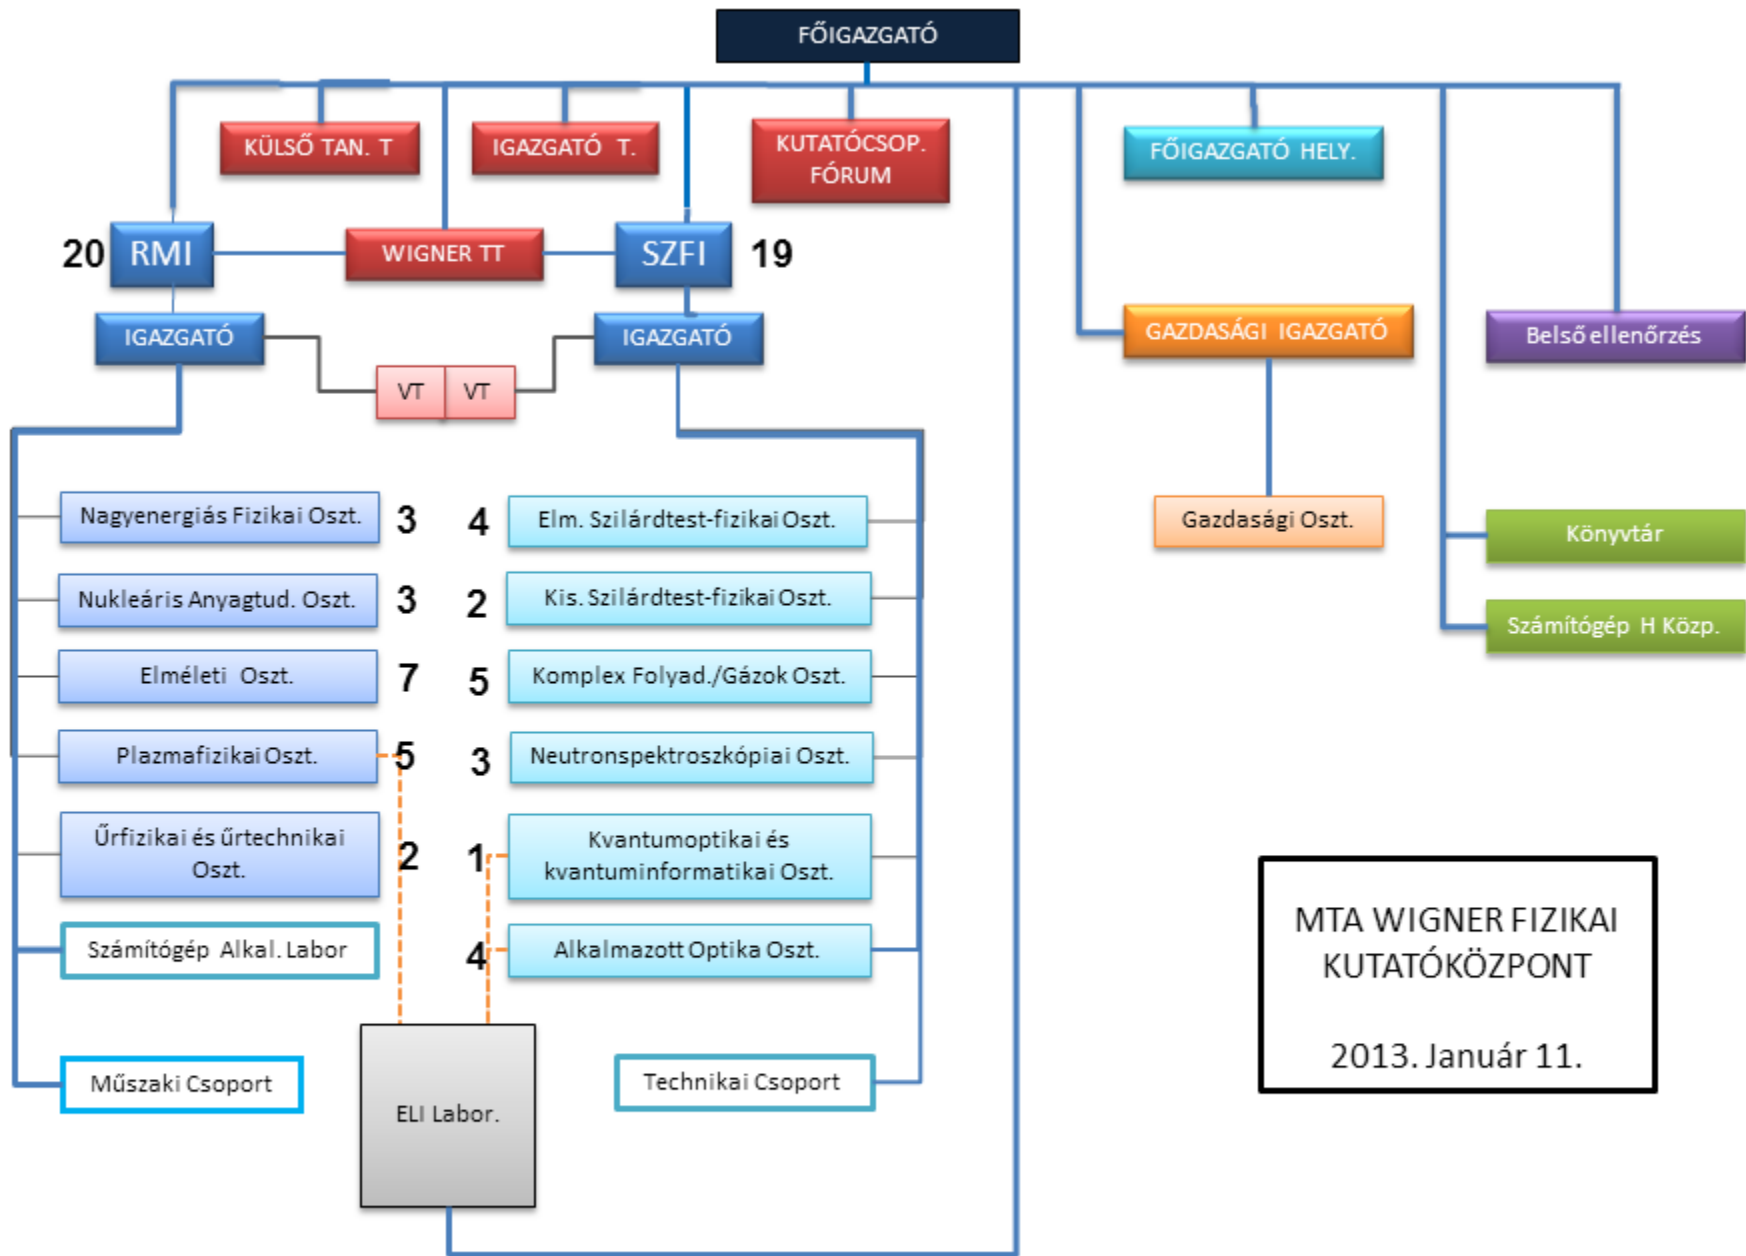 FŐIGAZGATÓ
KÜLSŐ TAN. T
IGAZGATÓ T.
KUTATÓCSOP.
FÓRUM
FŐIGAZGATÓ HELY.
20
RMI
WIGNER TT
SZFI
19
IGAZGATÓ
IGAZGATÓ
GAZDASÁGI IGAZGATÓ
Belső ellenőrzés
VT
VT
Nagyenergiás Fizikai Oszt.
3
4
Elm. Szilárdtest-fizikai Oszt.
Gazdasági Oszt.
Könyvtár
Nukleáris Anyagtud. Oszt.
3
2
Kis. Szilárdtest-fizikai Oszt.
Számítógép H Közp.
Elméleti Oszt.
7
5
Komplex Folyad./Gázok Oszt.
Plazmafizikai Oszt.
5
3
Neutronspektroszkópiai Oszt.
Űrfizikai és űrtechnikai
Oszt.
2
1
Kvantumoptikai és
kvantuminformatikai Oszt.
Számítógép Alkal. Labor
4
Alkalmazott Optika Oszt.
Műszaki Csoport
ELI Labor.
Technikai Csoport
MTA WIGNER FIZIKAI
KUTATÓKÖZPONT
2013. Január 11.